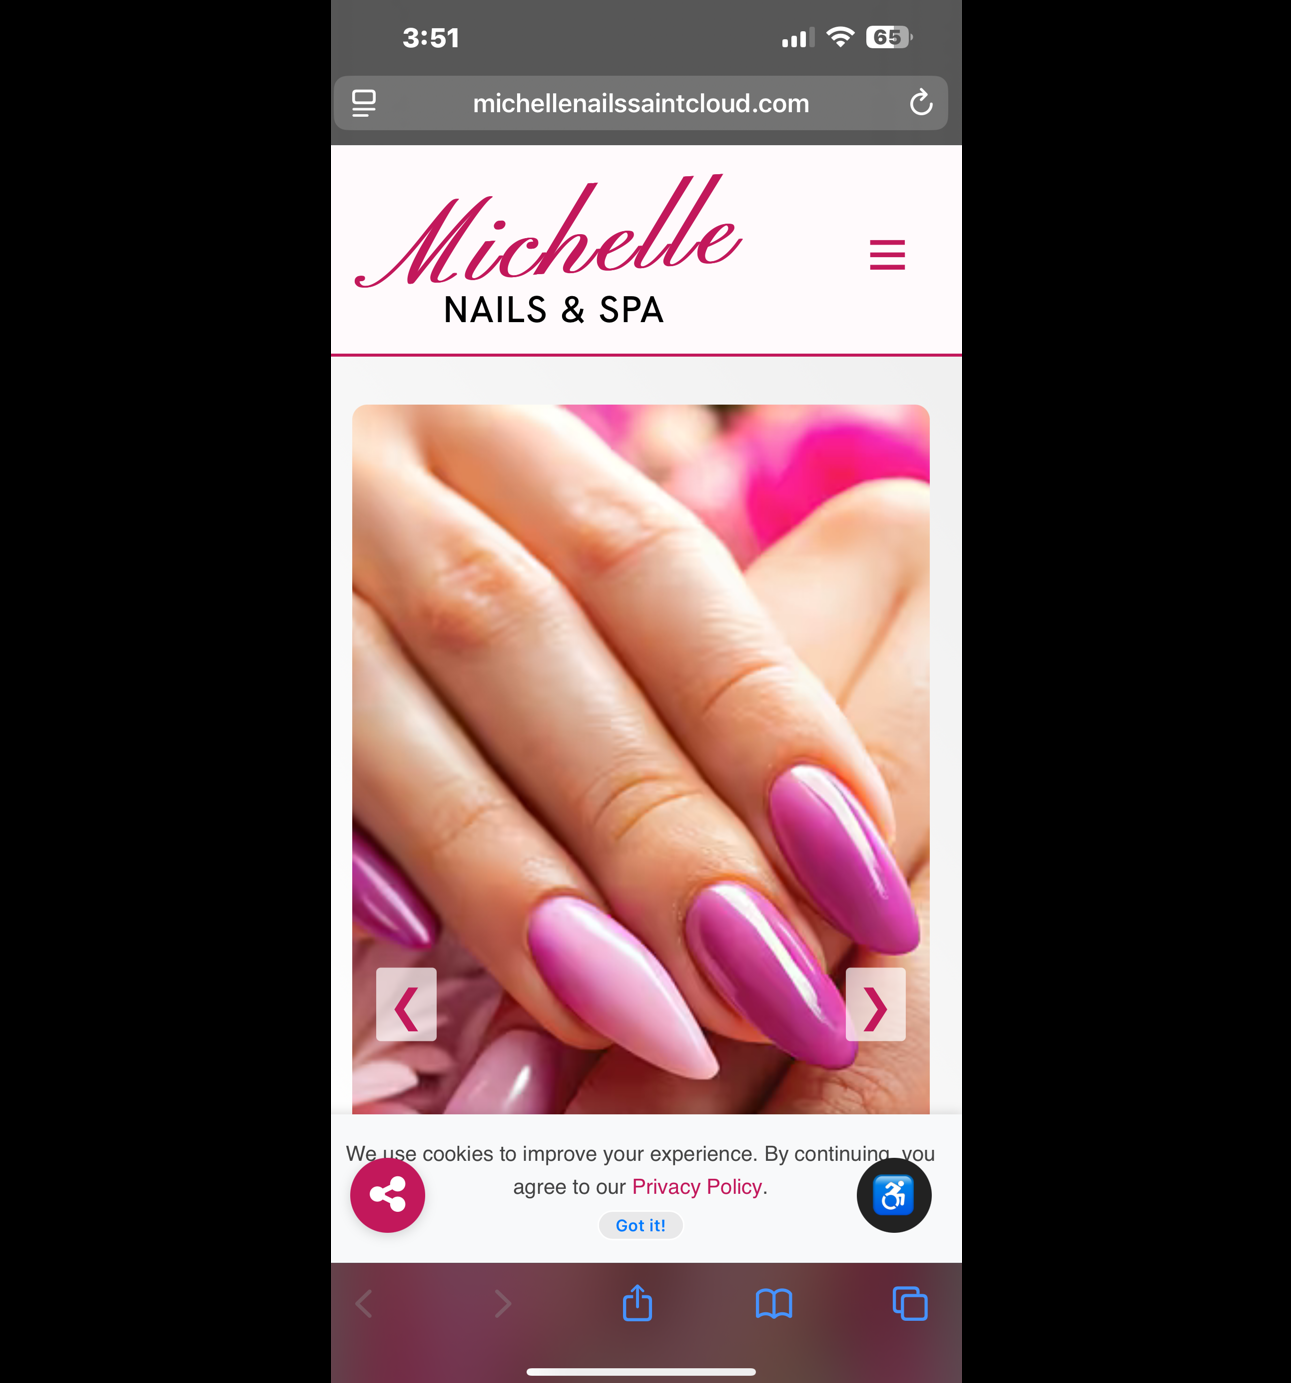 3:51
65
michellenailssaintcloud.com
Michelle
NAILS & SPA
We use cookies to improve your experience. By continuing, you
agree to our Privacy Policy.
Got it!